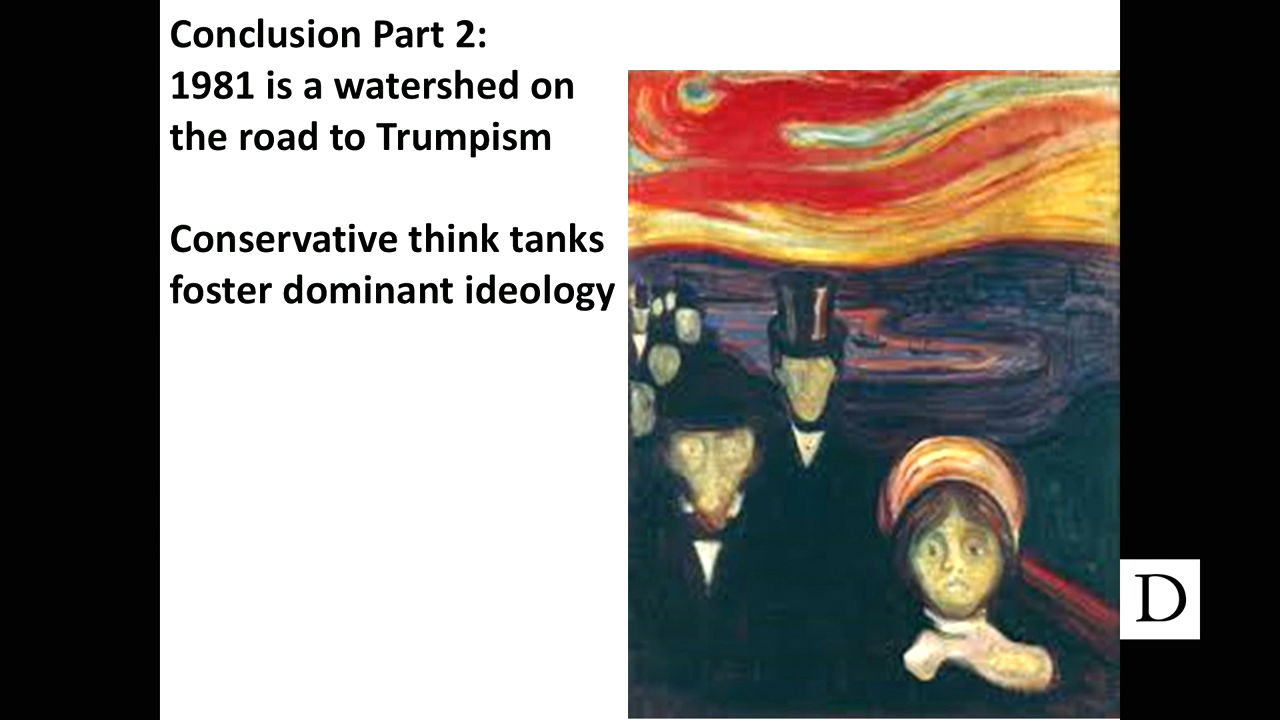 Conclusion Part 2:
1981 is a watershed on
the road to Trumpism
Conservative think tanks
foster dominant ideology
D